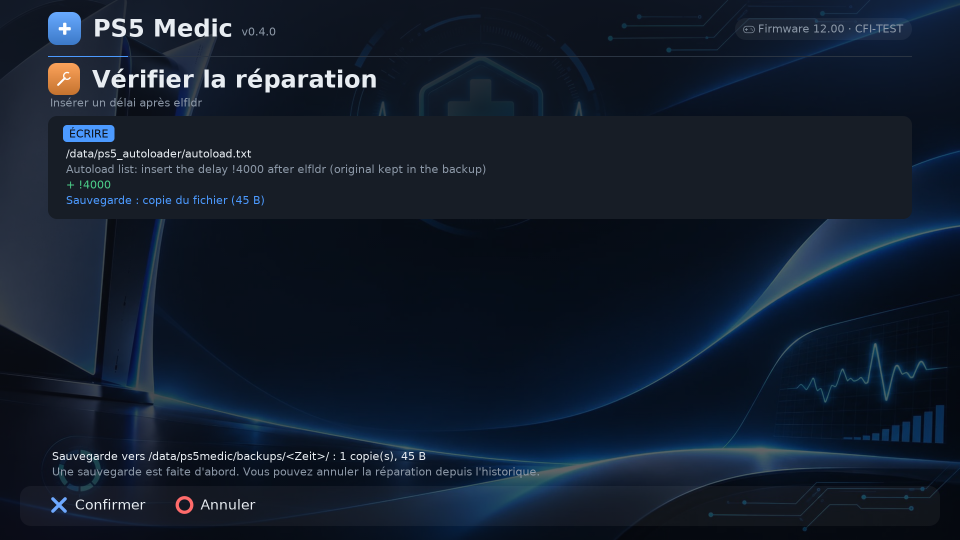 PS5 Medic v0.4.0
Firmware 12.00 · CFI-TEST
Vérifier la réparation
Insérer un délai après elfldr
ÉCRIRE
/data/ps5_autoloader/autoload.txt
Autoload list: insert the delay !4000 after elfldr (original kept in the backup)
+ !4000
Sauvegarde : copie du fichier (45 B)
Sauvegarde vers /data/ps5medic/backups/<Zeit>/ : 1 copie(s), 45 B
Une sauvegarde est faite d'abord. Vous pouvez annuler la réparation depuis l'historique.
Confirmer
Annuler